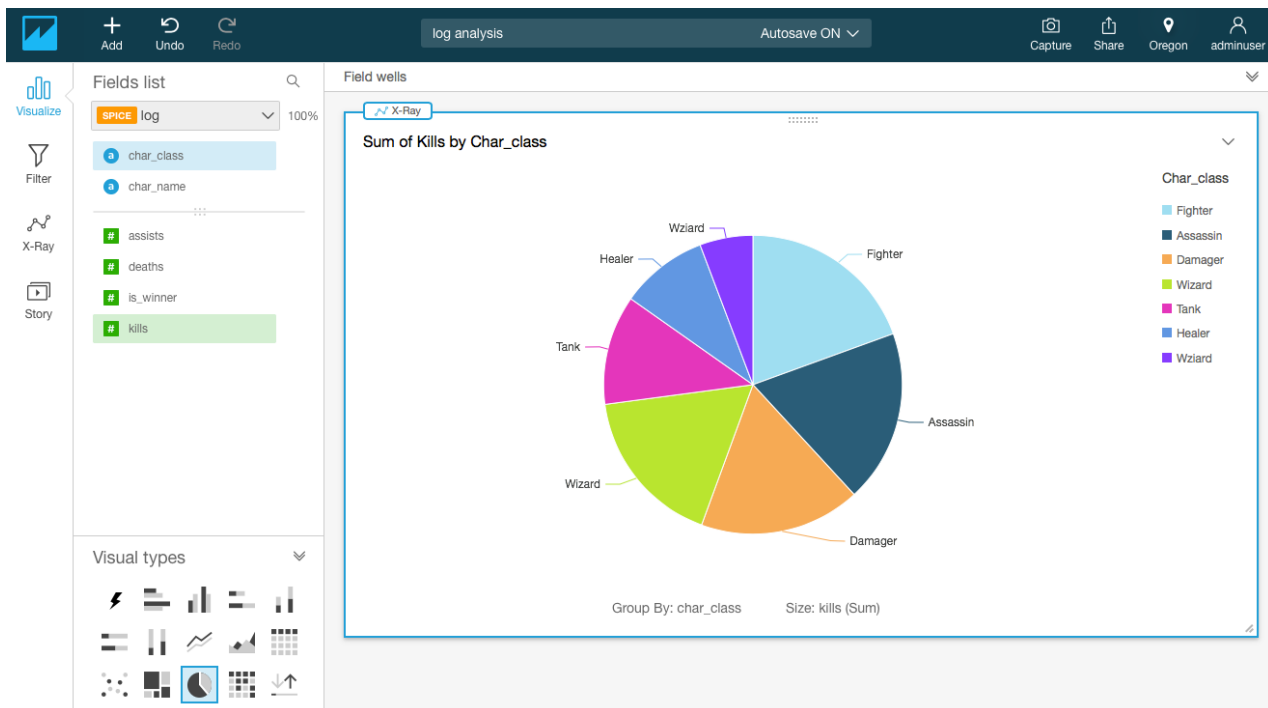 Add
Undo
Redo
log analysis
Autosave ON
Capture
Share
Oregon
adminuser
Visualize
Filter
X-Ray
Story
Fields list
SPICE log
100%
a char_class
a char_name
# assists
# deaths
# is_winner
# kills
Visual types
Field wells
X-Ray
Sum of Kills by Char_class
Char_class
Fighter
Assassin
Damager
Wizard
Tank
Healer
Wziard
Wziard
Fighter
Healer
Tank
Assassin
Wizard
Damager
Group By: char_class Size: kills (Sum)